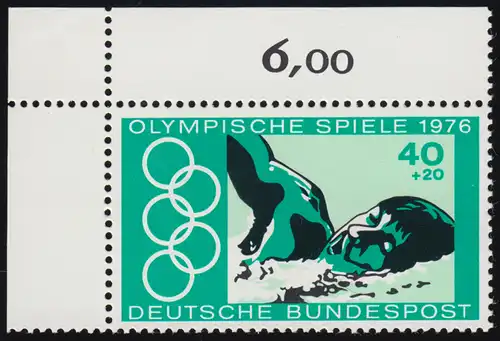 6,00
OLYMPISCHE SPIELE 1976
40
+20
DEUTSCHE BUNDESPOST